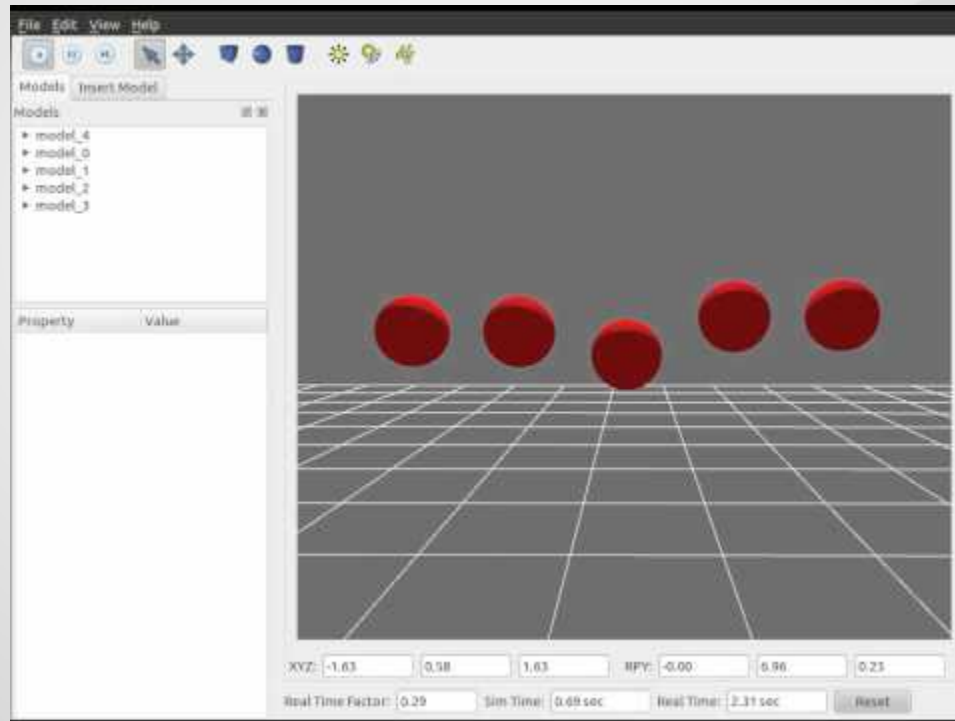 File Edit View Help
Models Insert Model
Models
model_4
model_0
model_1
model_2
model_3
Property Value
XYZ: -1.63 0.58 1.63 RPY: -0.00 6.96 0.23
Real Time Factor: 0.29 Sim Time: 0.69 sec Real Time: 2.31 sec Reset